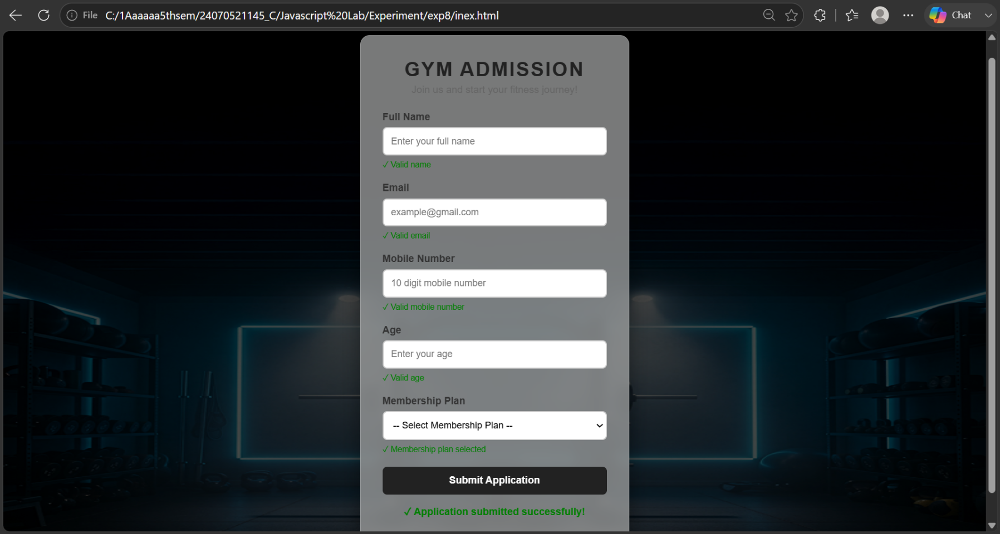 File C:/1Aaaaaa5thsem/24070521145_C/Javascript%20Lab/Experiment/exp8/inex.html
Chat
GYM ADMISSION
Join us and start your fitness journey!
Full Name
Enter your full name
✓ Valid name
Email
example@gmail.com
✓ Valid email
Mobile Number
10 digit mobile number
✓ Valid mobile number
Age
Enter your age
✓ Valid age
Membership Plan
-- Select Membership Plan --
✓ Membership plan selected
Submit Application
✓ Application submitted successfully!